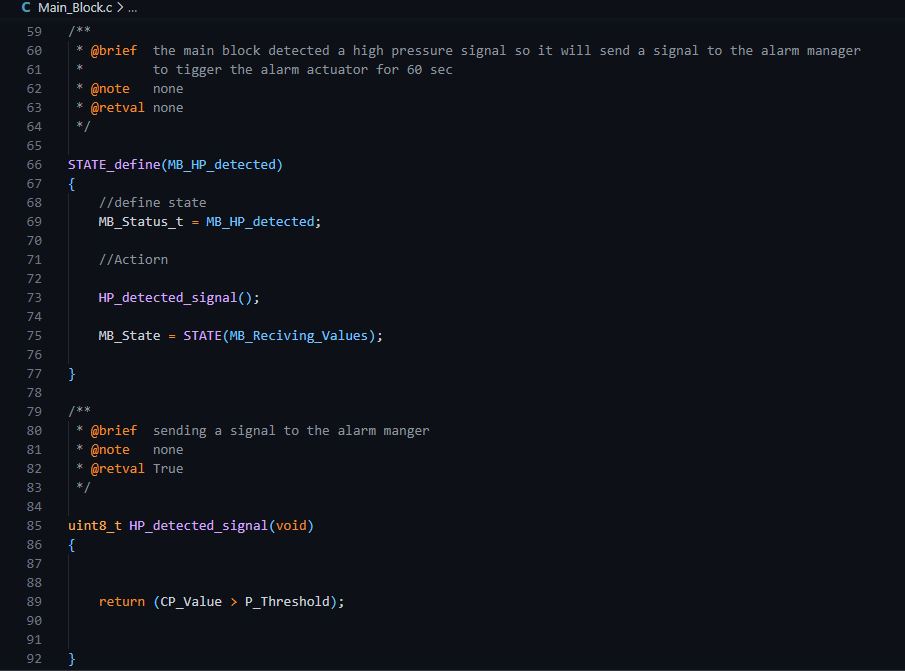 C Main_Block.c > ...
59 /**
60 * @brief the main block detected a high pressure signal so it will send a signal to the alarm manager
61 * to tigger the alarm actuator for 60 sec
62 * @note none
63 * @retval none
64 */
65
66 STATE_define(MB_HP_detected)
67 {
68 //define state
69 MB_Status_t = MB_HP_detected;
70
71 //Actiorn
72
73 HP_detected_signal();
74
75 MB_State = STATE(MB_Reciving_Values);
76
77 }
78
79 /**
80 * @brief sending a signal to the alarm manger
81 * @note none
82 * @retval True
83 */
84
85 uint8_t HP_detected_signal(void)
86 {
87
88
89 return (CP_Value > P_Threshold);
90
91
92 }